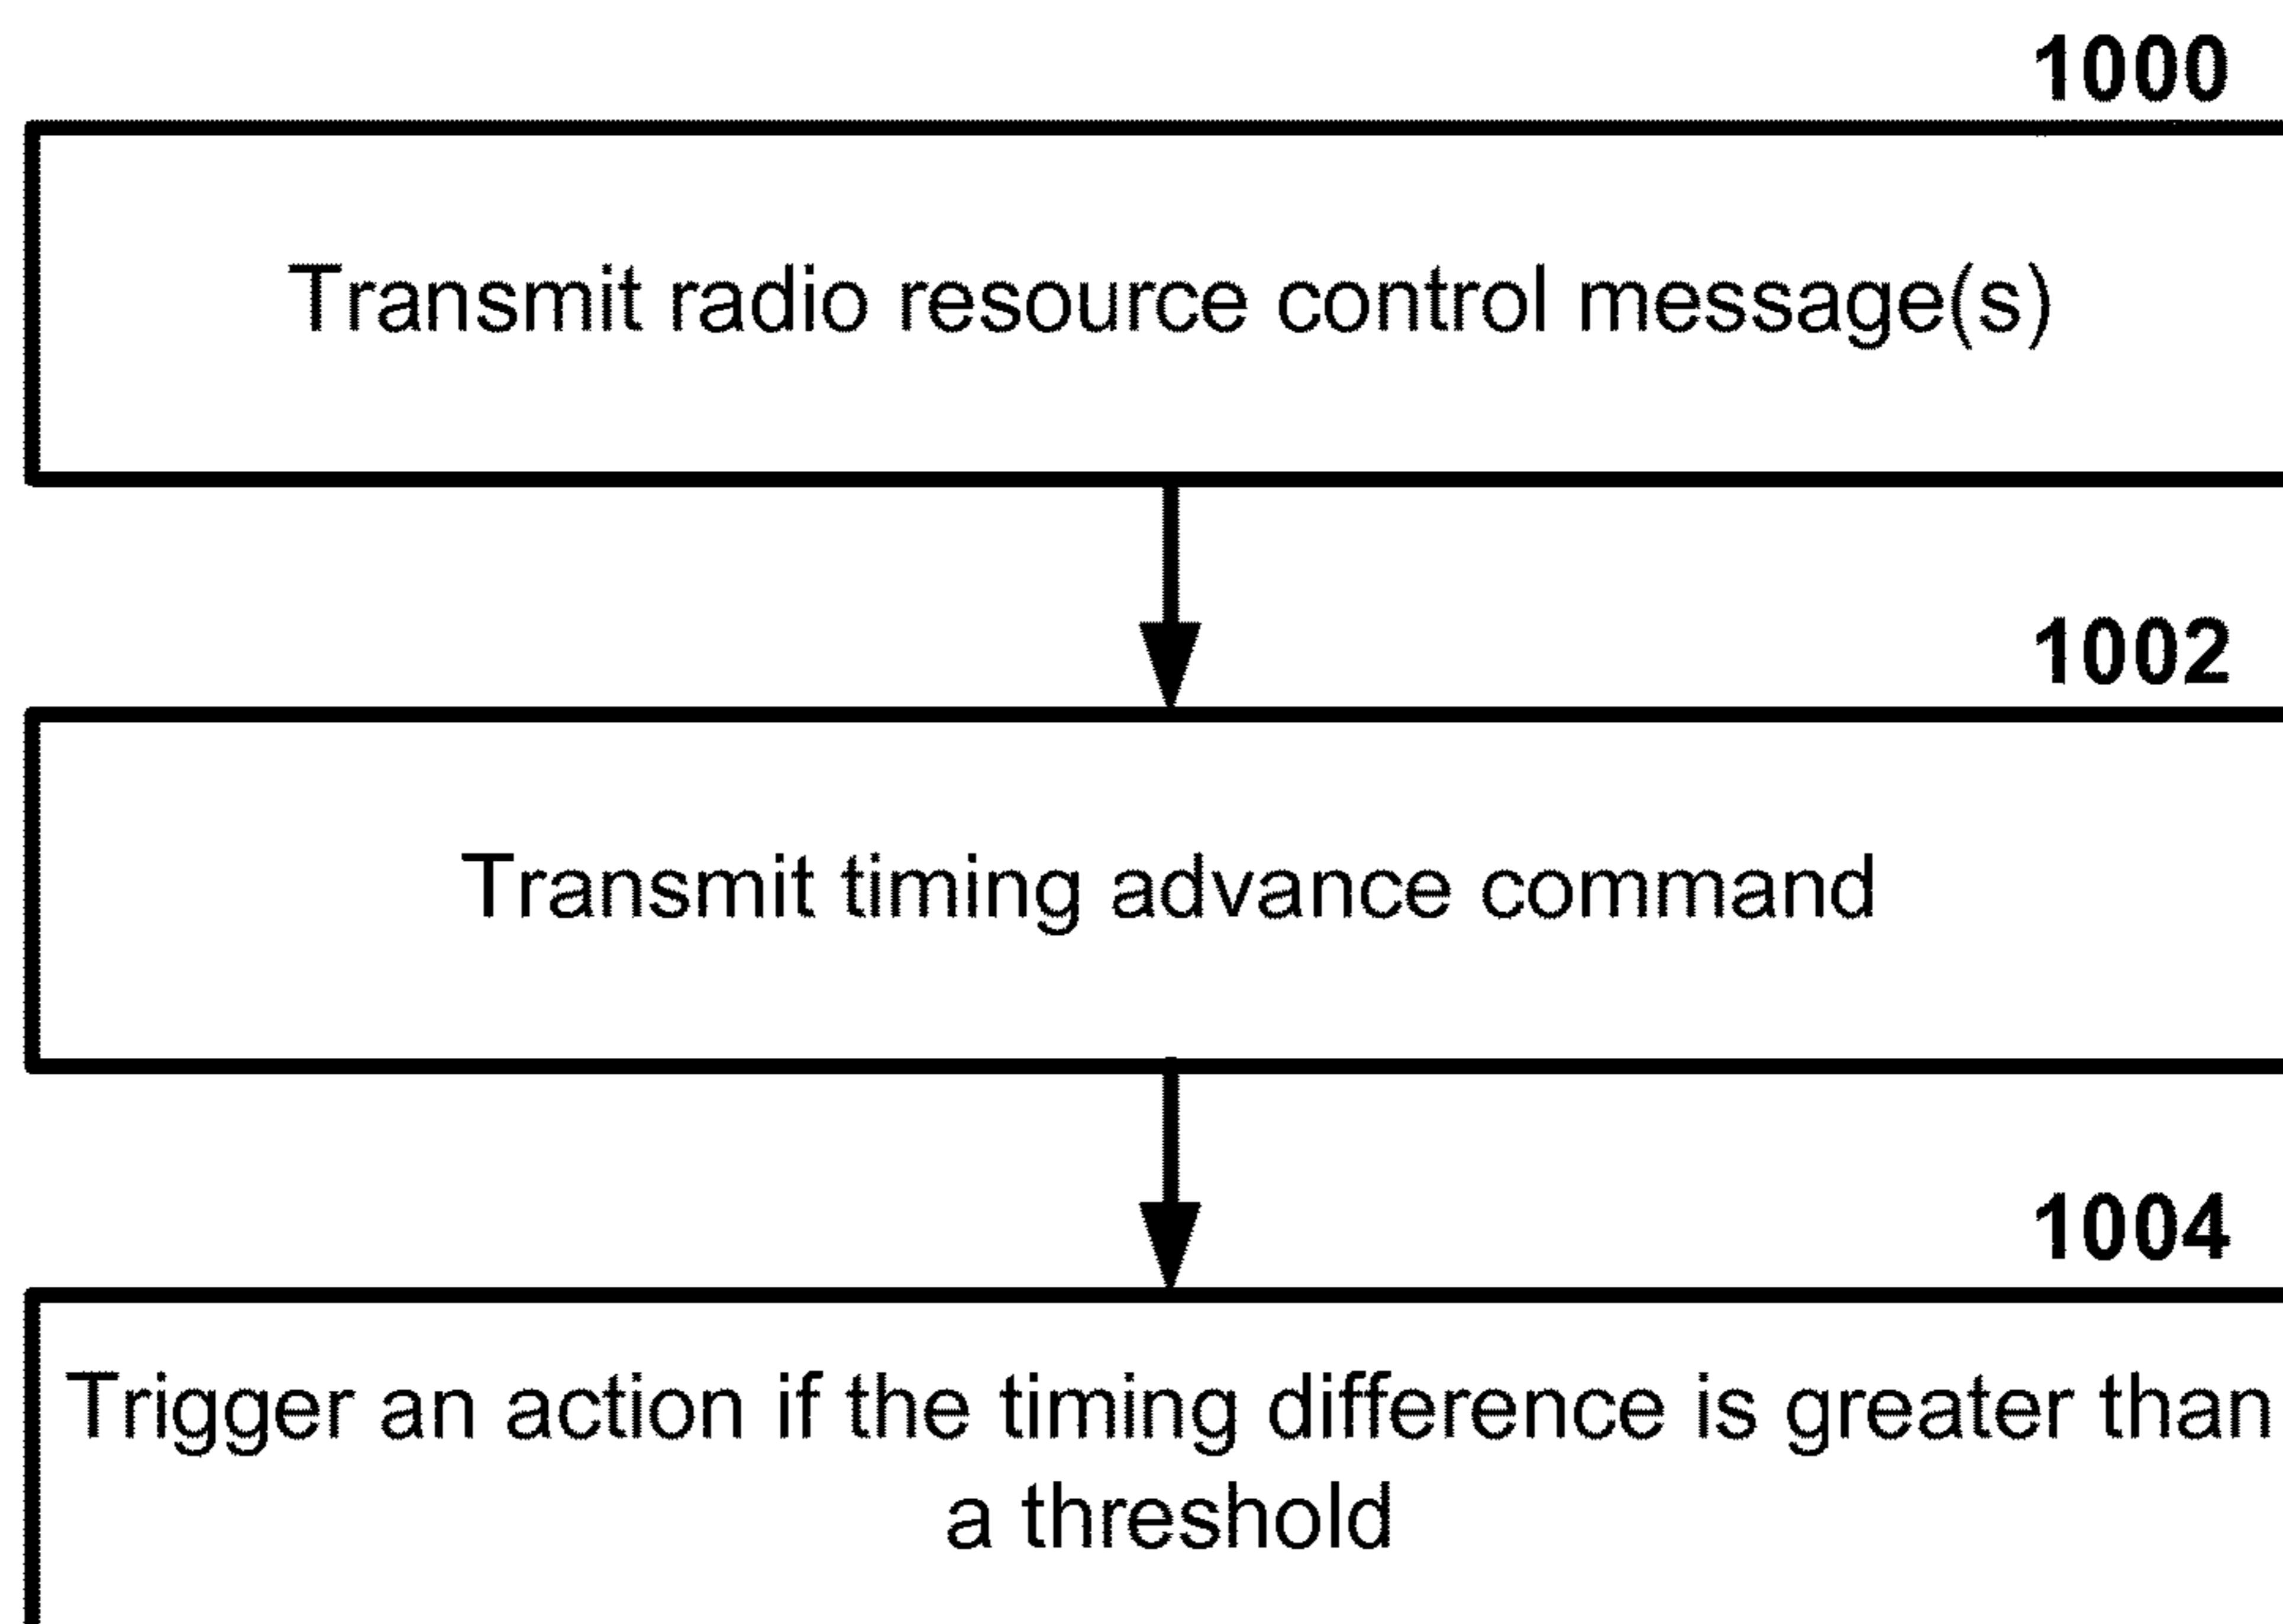 1000
Transmit radio resource control message(s)
1002
Transmit timing advance command
1004
Trigger an action if the timing difference is greater than
a threshold